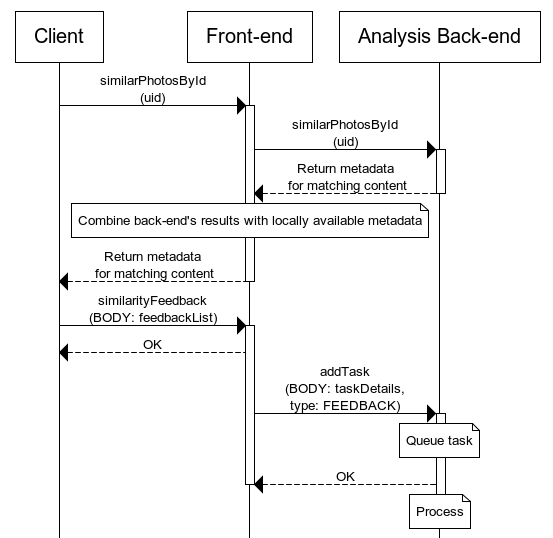 Client
Front-end
Analysis Back-end
similarPhotosById
(uid)
similarPhotosById
(uid)
Return metadata
for matching content
Combine back-end's results with locally available metadata
Return metadata
for matching content
similarityFeedback
(BODY: feedbackList)
OK
addTask
(BODY: taskDetails,
type: FEEDBACK)
Queue task
OK
Process